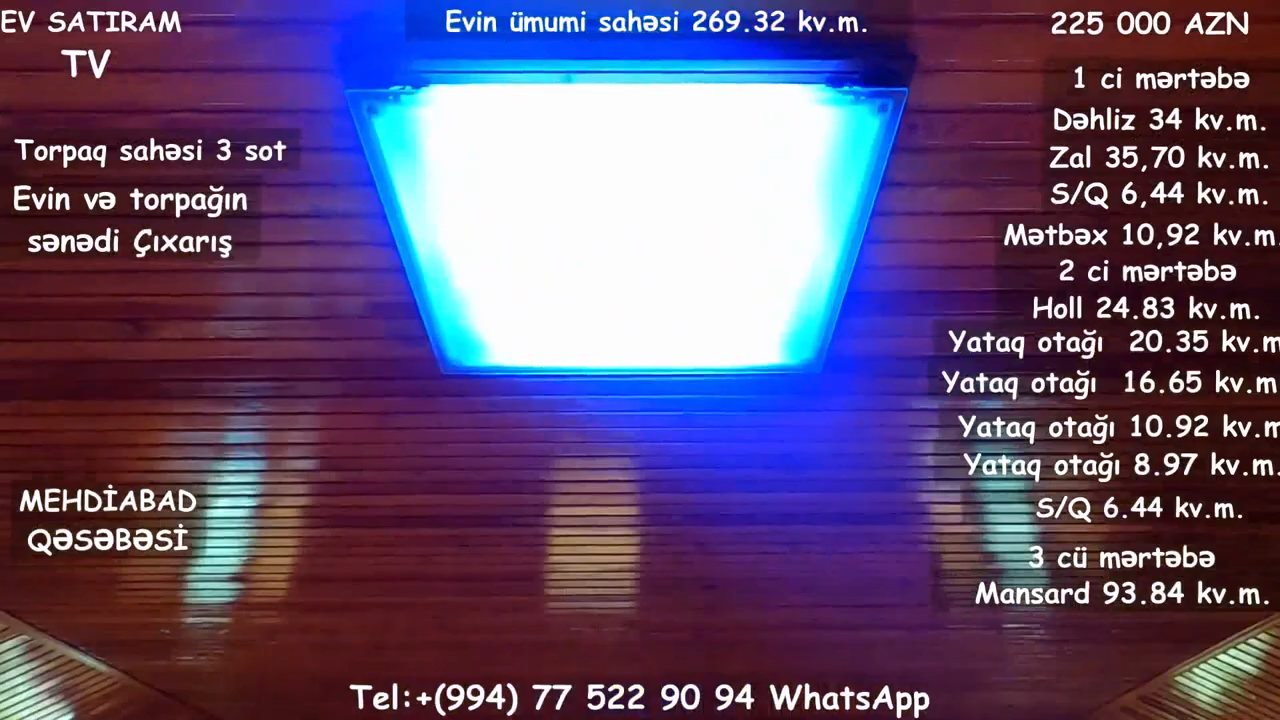 EV SATIRAM
TV
Evin ümumi sahəsi 269.32 kv.m.
225 000 AZN
Torpaq sahəsi 3 sot
Evin və torpağın
sənədi Çıxarış
MEHDİABAD
QƏSƏBƏSİ
1 ci mərtəbə
Dəhliz 34 kv.m.
Zal 35,70 kv.m.
S/Q 6,44 kv.m.
Mətbəx 10,92 kv.m.
2 ci mərtəbə
Holl 24.83 kv.m.
Yataq otağı 20.35 kv.m
Yataq otağı 16.65 kv.m
Yataq otağı 10.92 kv.m
Yataq otağı 8.97 kv.m.
S/Q 6.44 kv.m.
3 cü mərtəbə
Mansard 93.84 kv.m.
Tel:+(994) 77 522 90 94 WhatsApp